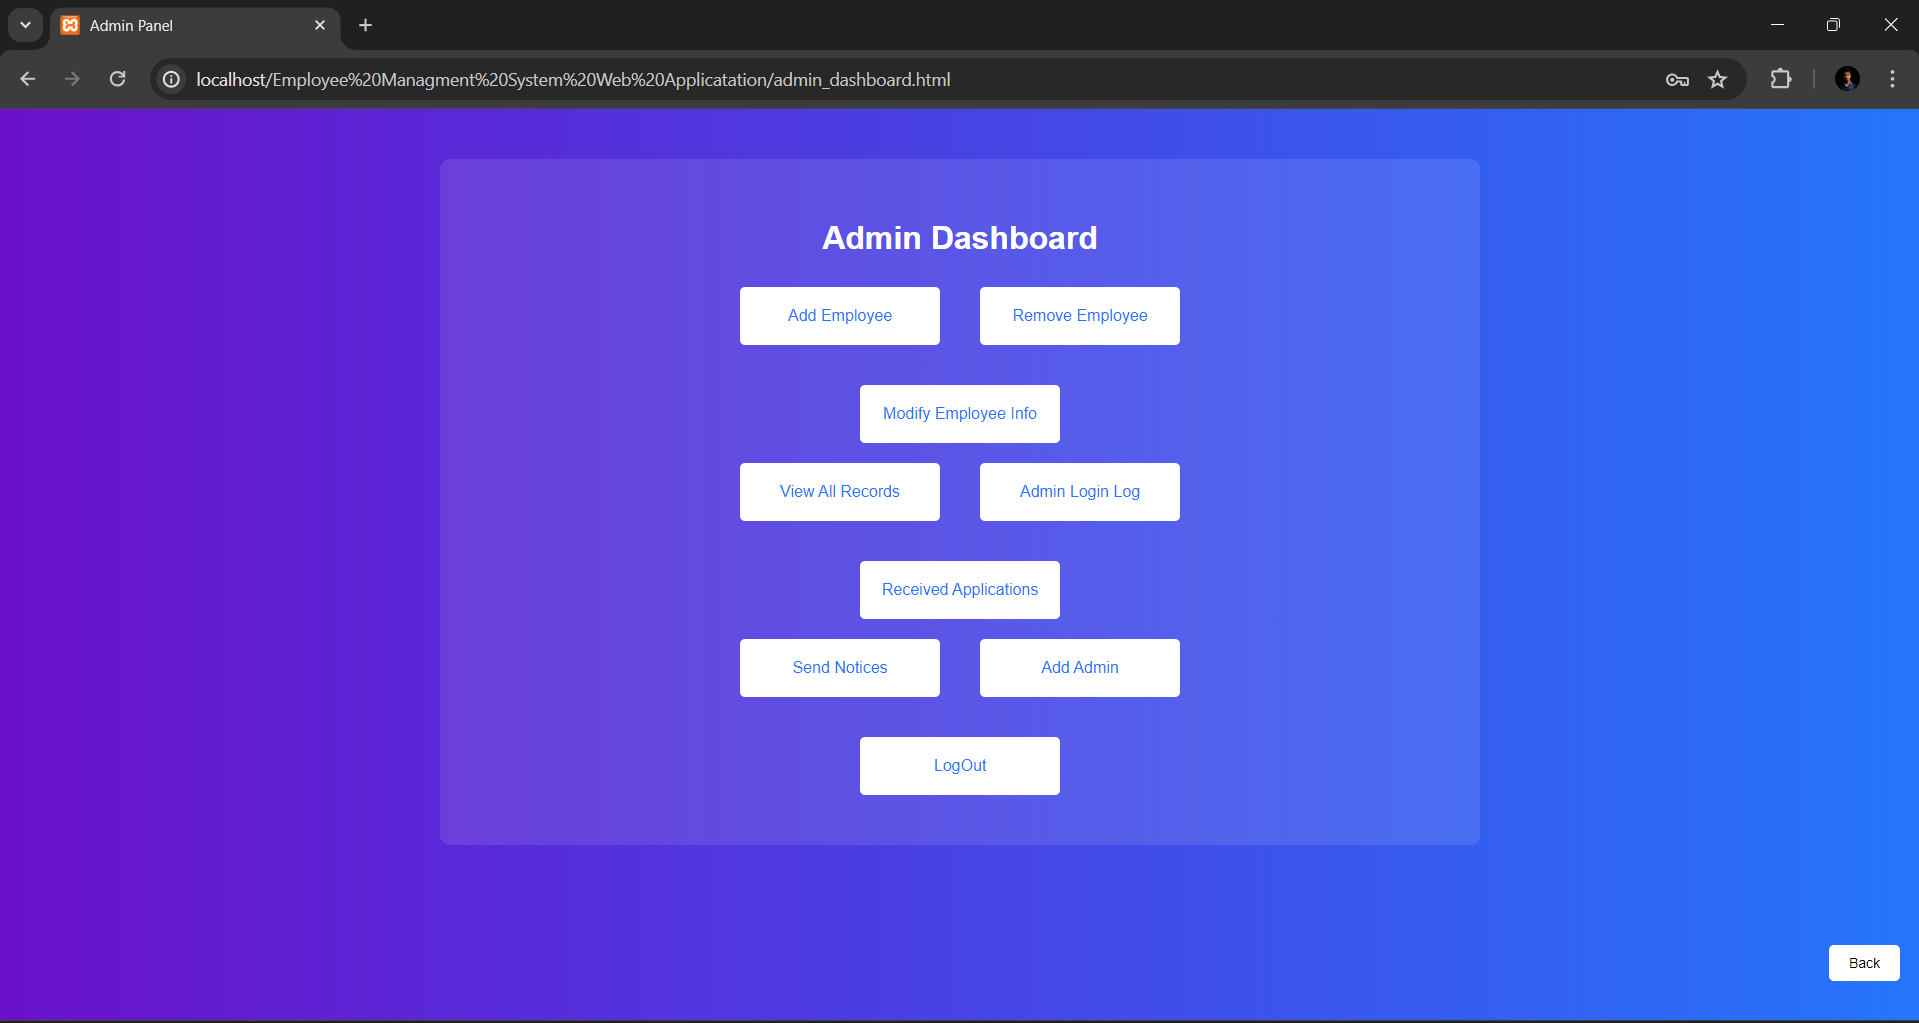 Admin Panel
localhost/Employee%20Managment%20System%20Web%20Applicatation/admin_dashboard.html
Admin Dashboard
Add Employee Remove Employee
Modify Employee Info
View All Records Admin Login Log
Received Applications
Send Notices Add Admin
LogOut
Back